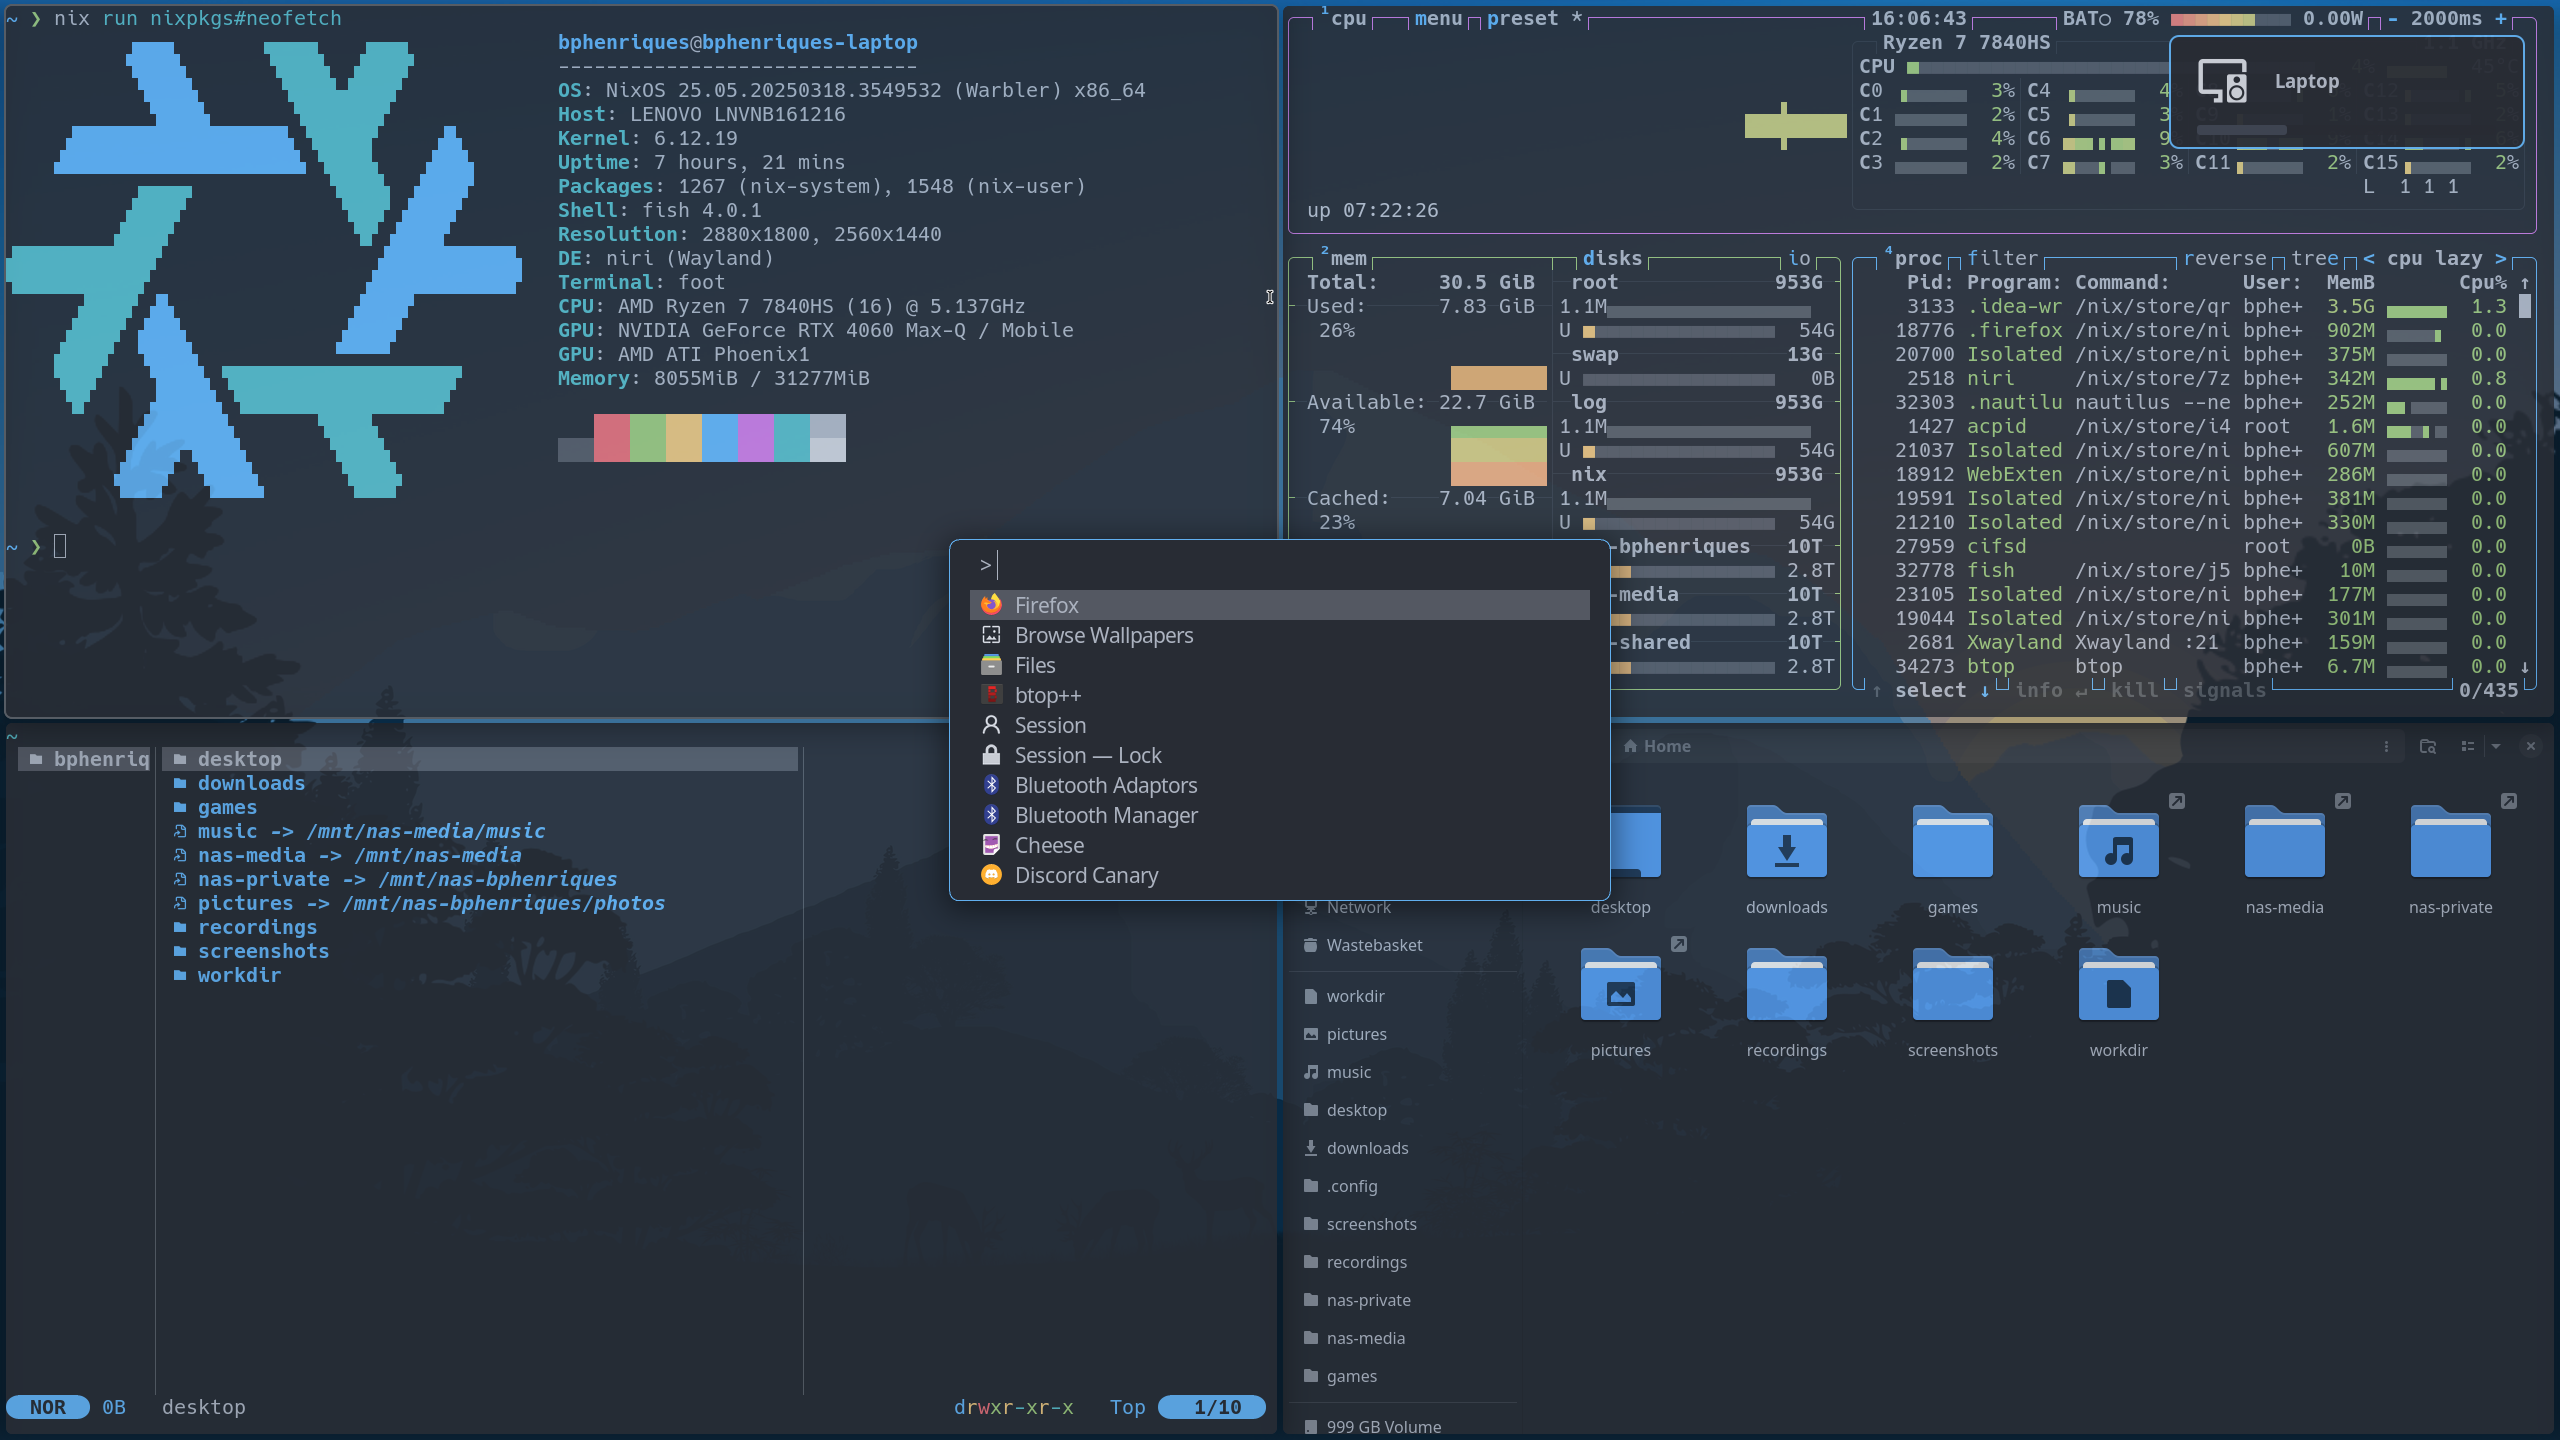 ~ ❯ nix run nixpkgs#neofetch
bphenriques@bphenriques-laptop
------------------------------
OS: NixOS 25.05.20250318.3549532 (Warbler) x86_64
Host: LENOVO LNVNB161216
Kernel: 6.12.19
Uptime: 7 hours, 21 mins
Packages: 1267 (nix-system), 1548 (nix-user)
Shell: fish 4.0.1
Resolution: 2880x1800, 2560x1440
DE: niri (Wayland)
Terminal: foot
CPU: AMD Ryzen 7 7840HS (16) @ 5.137GHz
GPU: NVIDIA GeForce RTX 4060 Max-Q / Mobile
GPU: AMD ATI Phoenix1
Memory: 8055MiB / 31277MiB
~ ❯
¹cpu menu preset * 16:06:43 BAT○ 78% 0.00W - 2000ms +
Ryzen 7 7840HS
CPU
C0 3% C4 4
C1 2% C5 3
C2 4% C6 9
C3 2% C7 3% C11 2% C15 2%
L 1 1 1
up 07:22:26
Laptop
²mem
Total: 30.5 GiB
Used: 7.83 GiB
26%
Available: 22.7 GiB
74%
Cached: 7.04 GiB
23%
disks io
root 953G
1.1M
U 54G
swap 13G
U 0B
log 953G
1.1M
U 54G
nix 953G
1.1M
U 54G
-bphenriques 10T
2.8T
-media 10T
2.8T
-shared 10T
2.8T
⁴proc filter reverse tree < cpu lazy >
Pid: Program: Command: User: MemB Cpu% ↑
3133 .idea-wr /nix/store/qr bphe+ 3.5G 1.3
18776 .firefox /nix/store/ni bphe+ 902M 0.0
20700 Isolated /nix/store/ni bphe+ 375M 0.0
2518 niri /nix/store/7z bphe+ 342M 0.8
32303 .nautilu nautilus --ne bphe+ 252M 0.0
1427 acpid /nix/store/i4 root 1.6M 0.0
21037 Isolated /nix/store/ni bphe+ 607M 0.0
18912 WebExten /nix/store/ni bphe+ 286M 0.0
19591 Isolated /nix/store/ni bphe+ 381M 0.0
21210 Isolated /nix/store/ni bphe+ 330M 0.0
27959 cifsd root 0B 0.0
32778 fish /nix/store/j5 bphe+ 10M 0.0
23105 Isolated /nix/store/ni bphe+ 177M 0.0
19044 Isolated /nix/store/ni bphe+ 301M 0.0
2681 Xwayland Xwayland :21 bphe+ 159M 0.0
34273 btop btop bphe+ 6.7M 0.0 ↓
↑ select ↓ info ↵ kill signals 0/435
>
Firefox
Browse Wallpapers
Files
btop++
Session
Session — Lock
Bluetooth Adaptors
Bluetooth Manager
Cheese
Discord Canary
~
bphenriq
desktop
downloads
games
music -> /mnt/nas-media/music
nas-media -> /mnt/nas-media
nas-private -> /mnt/nas-bphenriques
pictures -> /mnt/nas-bphenriques/photos
recordings
screenshots
workdir
NOR 0B desktop drwxr-xr-x Top 1/10
Home
Network
Wastebasket
workdir
pictures
music
desktop
downloads
.config
screenshots
recordings
nas-private
nas-media
games
999 GB Volume
desktop downloads games music nas-media nas-private
pictures recordings screenshots workdir